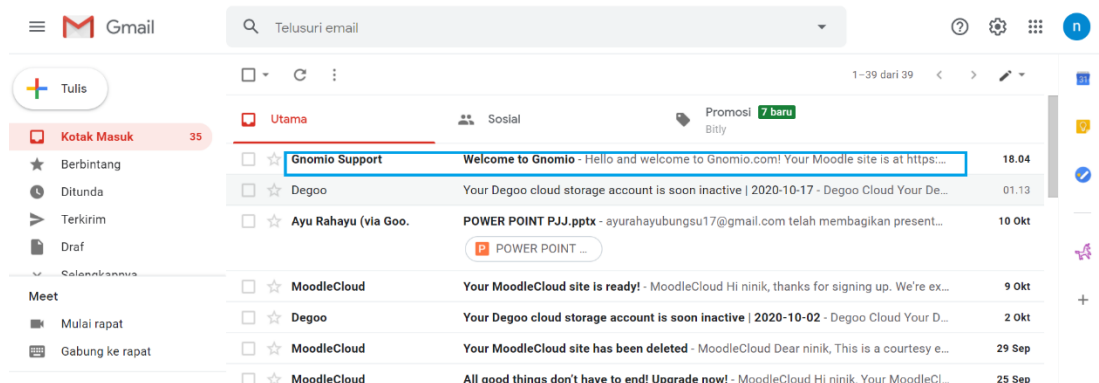 Gmail
Telusuri email
n
Tulis
1–39 dari 39
31
Kotak Masuk 35
Berbintang
Ditunda
Terkirim
Draf
Selengkapnya
Meet
Mulai rapat
Gabung ke rapat
Utama
Sosial
Promosi 7 baru
Bitly
Gnomio Support Welcome to Gnomio - Hello and welcome to Gnomio.com! Your Moodle site is at https:... 18.04
Degoo Your Degoo cloud storage account is soon inactive | 2020-10-17 - Degoo Cloud Your De... 01.13
Ayu Rahayu (via Goo. POWER POINT PJJ.pptx - ayurahayubungsu17@gmail.com telah membagikan present... 10 Okt
P POWER POINT ...
MoodleCloud Your MoodleCloud site is ready! - MoodleCloud Hi ninik, thanks for signing up. We're ex... 9 Okt
Degoo Your Degoo cloud storage account is soon inactive | 2020-10-02 - Degoo Cloud Your D... 2 Okt
MoodleCloud Your MoodleCloud site has been deleted - MoodleCloud Dear ninik, This is a courtesy e... 29 Sep
MoodleCloud All good things don't have to end! Upgrade now! - MoodleCloud Hi ninik, Your MoodleCl... 25 Sep